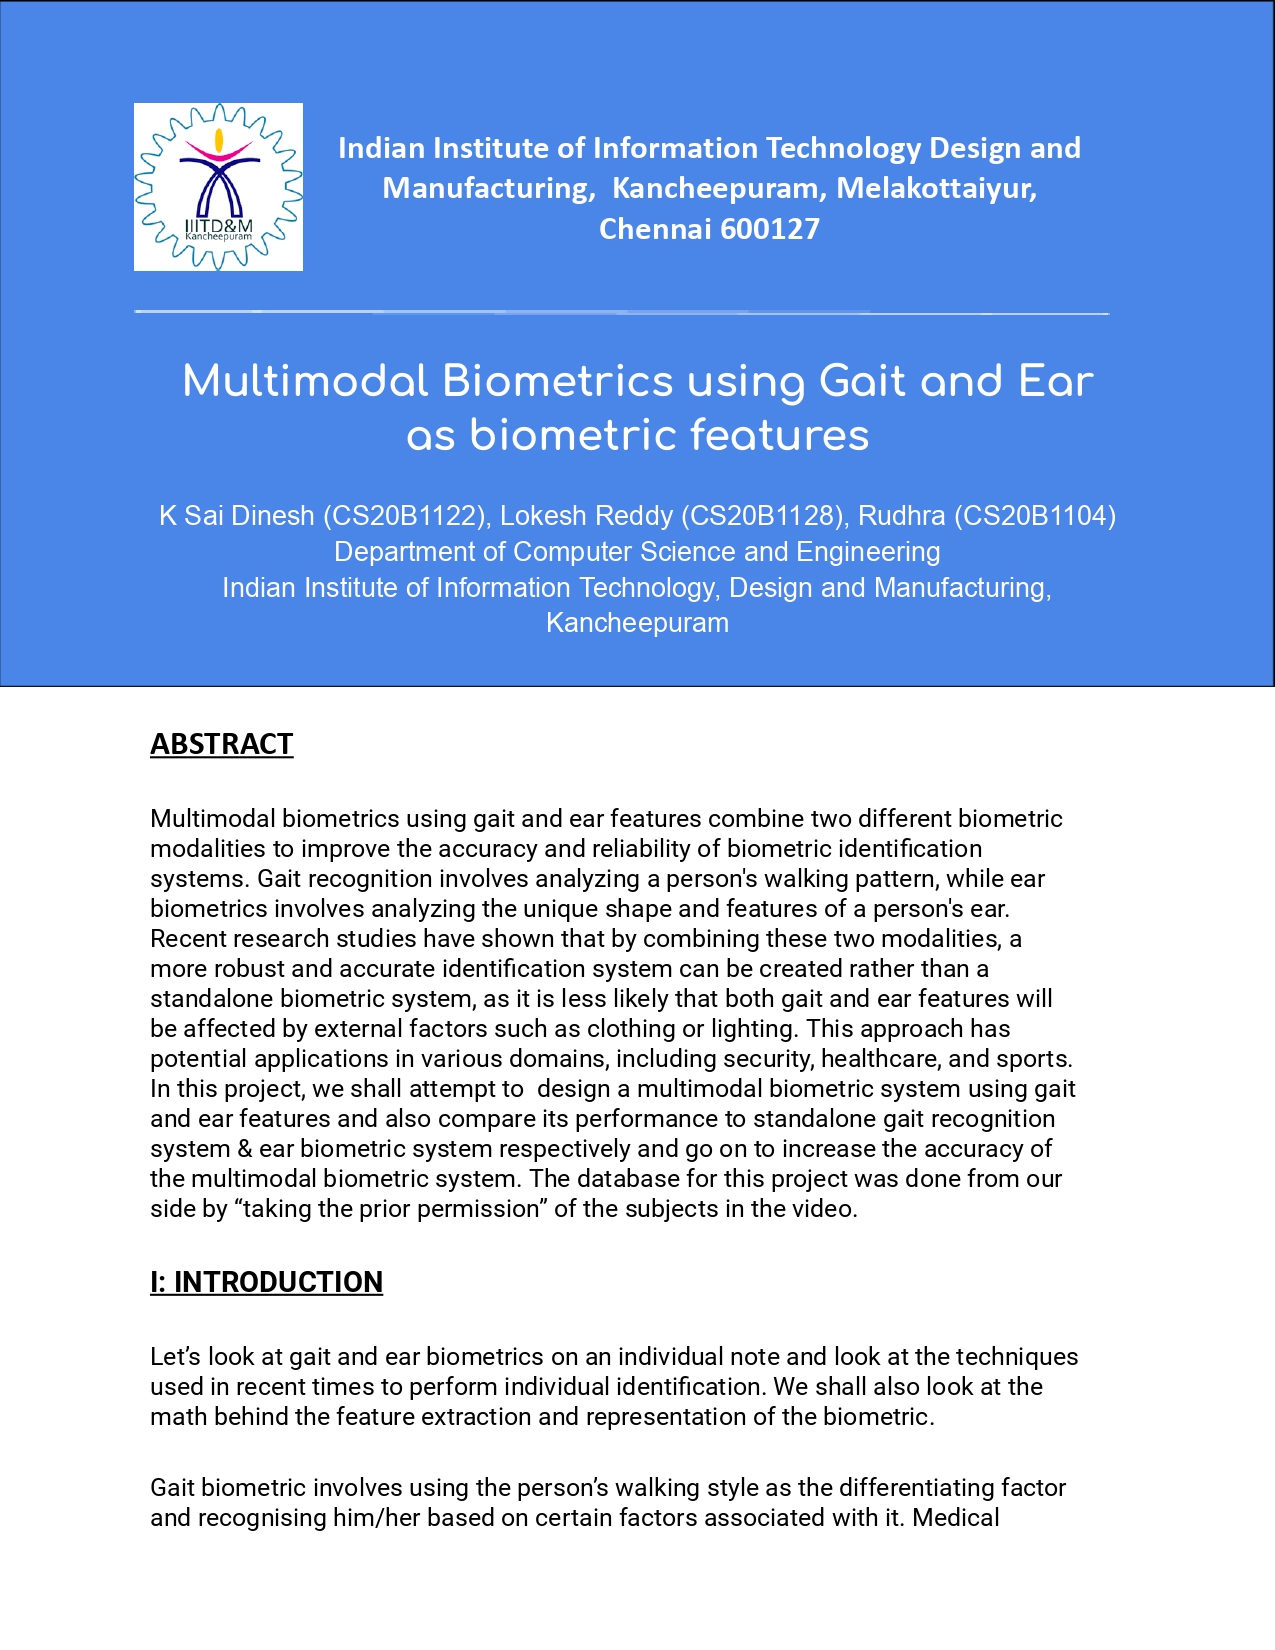 IIITD&M
Kancheepuram
Indian Institute of Information Technology Design and
Manufacturing,  Kancheepuram, Melakottaiyur,
Chennai 600127
Multimodal Biometrics using Gait and Ear
as biometric features
K Sai Dinesh (CS20B1122), Lokesh Reddy (CS20B1128), Rudhra (CS20B1104)
Department of Computer Science and Engineering
Indian Institute of Information Technology, Design and Manufacturing,
Kancheepuram
ABSTRACT
Multimodal biometrics using gait and ear features combine two different biometric
modalities to improve the accuracy and reliability of biometric identification
systems. Gait recognition involves analyzing a person's walking pattern, while ear
biometrics involves analyzing the unique shape and features of a person's ear.
Recent research studies have shown that by combining these two modalities, a
more robust and accurate identification system can be created rather than a
standalone biometric system, as it is less likely that both gait and ear features will
be affected by external factors such as clothing or lighting. This approach has
potential applications in various domains, including security, healthcare, and sports.
In this project, we shall attempt to  design a multimodal biometric system using gait
and ear features and also compare its performance to standalone gait recognition
system & ear biometric system respectively and go on to increase the accuracy of
the multimodal biometric system. The database for this project was done from our
side by “taking the prior permission” of the subjects in the video.
I: INTRODUCTION
Let’s look at gait and ear biometrics on an individual note and look at the techniques
used in recent times to perform individual identification. We shall also look at the
math behind the feature extraction and representation of the biometric.
Gait biometric involves using the person’s walking style as the differentiating factor
and recognising him/her based on certain factors associated with it. Medical